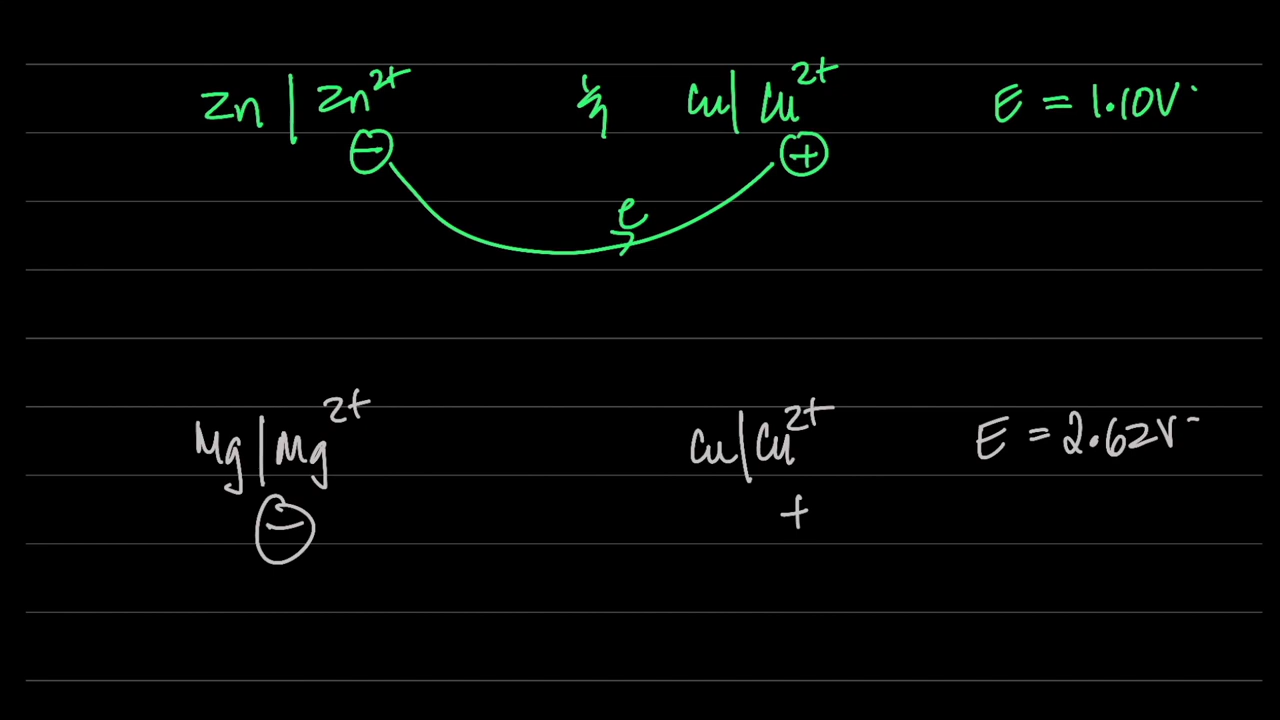 Zn | Zn²⁺ & Cu | Cu²⁺ E = 1.10V
⊖ ⊕
e
Mg | Mg²⁺ Cu | Cu²⁺ E = 2.62V
⊖ +